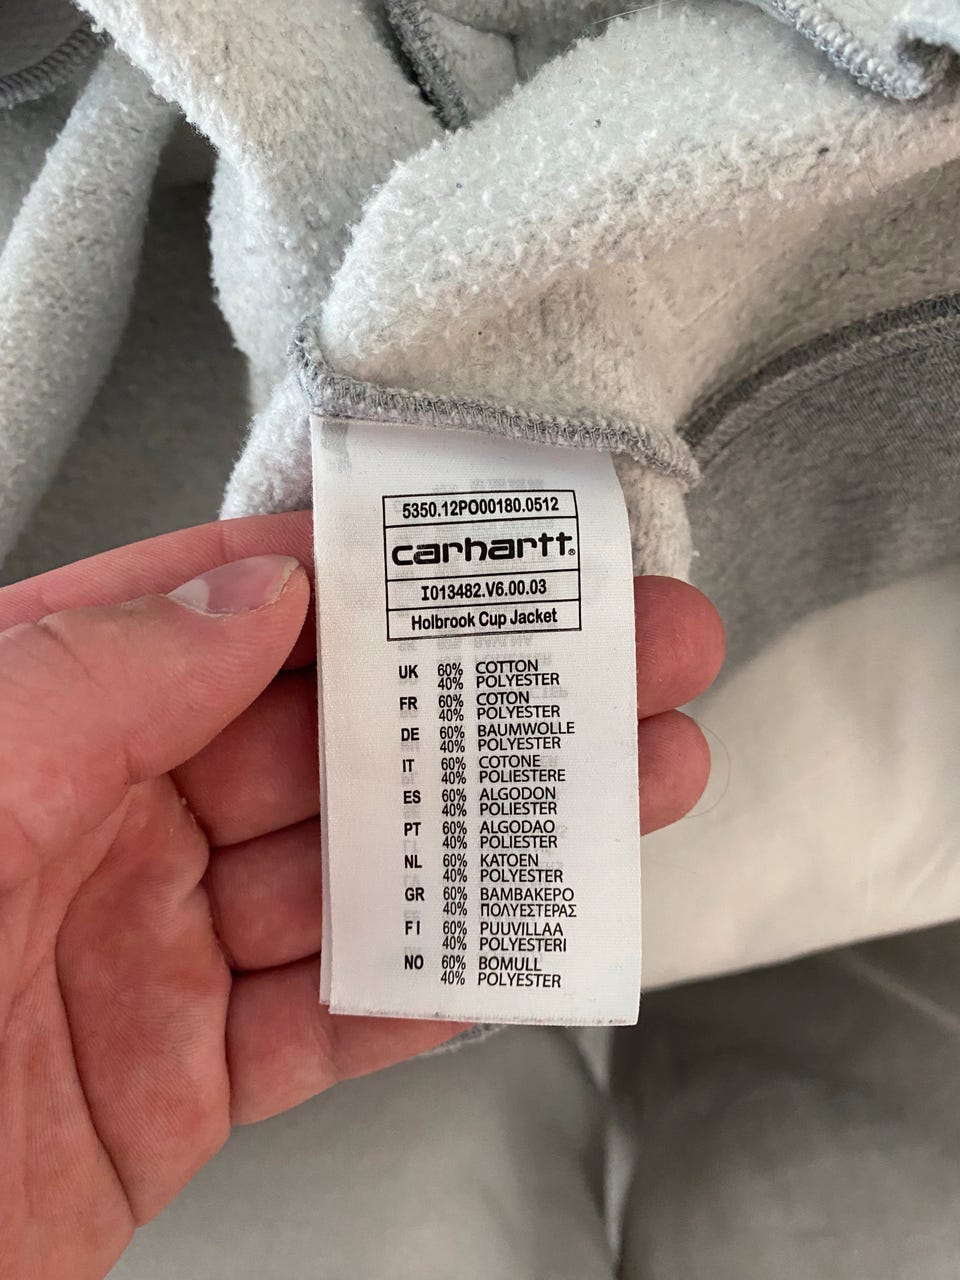 5350.12PO00180.0512
carhartt®
I013482.V6.00.03
Holbrook Cup Jacket
UK 60% COTTON
40% POLYESTER
FR 60% COTON
40% POLYESTER
DE 60% BAUMWOLLE
40% POLYESTER
IT 60% COTONE
40% POLIESTERE
ES 60% ALGODON
40% POLIESTER
PT 60% ALGODAO
40% POLIESTER
NL 60% KATOEN
40% POLYESTER
GR 60% ΒΑΜΒΑΚΕΡΟ
40% ΠΟΛΥΕΣΤΕΡΑΣ
FI 60% PUUVILLAA
40% POLYESTERI
NO 60% BOMULL
40% POLYESTER